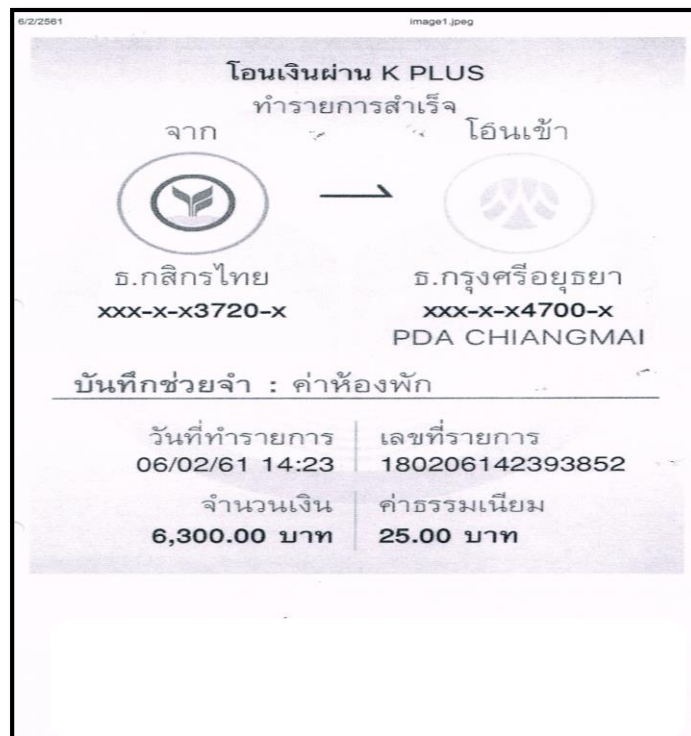 6/2/2561 image1.jpeg
โอนเงินผ่าน K PLUS
ทำรายการสำเร็จ
จาก โอนเข้า
ธ.กสิกรไทย ธ.กรุงศรีอยุธยา
xxx-x-x3720-x xxx-x-x4700-x
PDA CHIANGMAI
บันทึกช่วยจำ : ค่าห้องพัก
วันที่ทำรายการ เลขที่รายการ
06/02/61 14:23 180206142393852
จำนวนเงิน ค่าธรรมเนียม
6,300.00 บาท 25.00 บาท